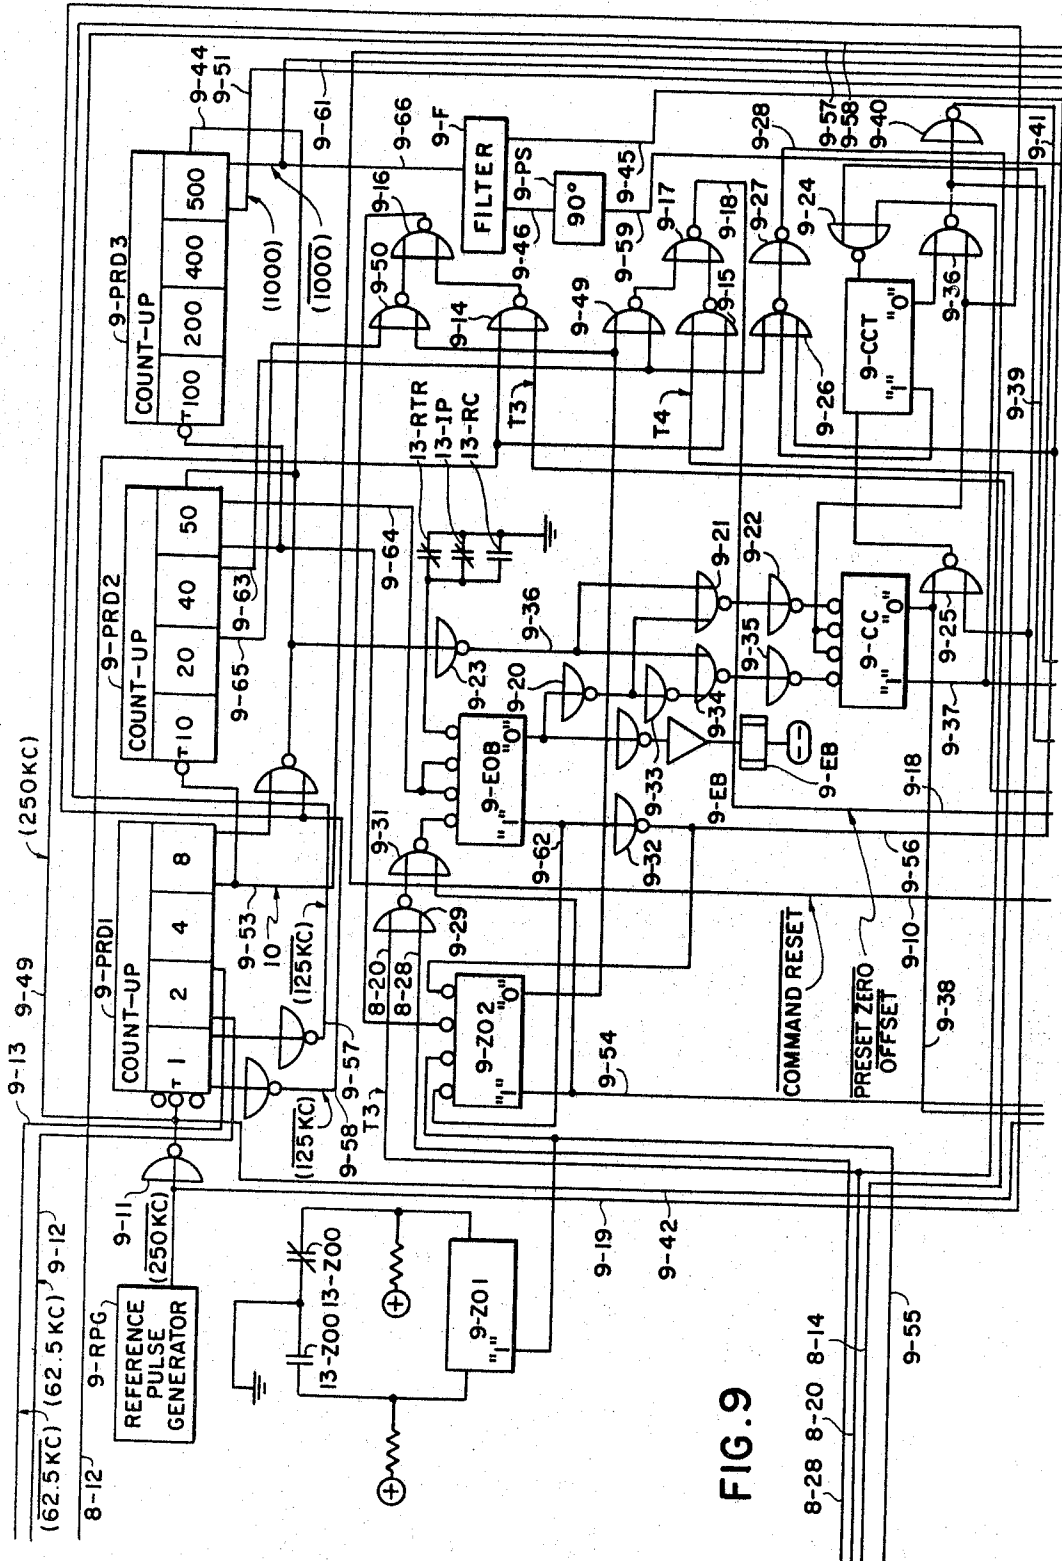 9-13
9-49
(250KC)
(62.5KC)
(62.5KC)
9-12
8-12
9-RPG
REFERENCE
PULSE
GENERATOR
9-11
(250KC)
9-PRD1
COUNT-UP
T 1 2 4 8
9-53
10
(125KC)
9-57
(125KC)
9-58
T3
9-PRD2
COUNT-UP
T 10 20 40 50
9-65
9-63
9-64
9-PRD3
COUNT-UP
T 100 200 400 500
9-44
9-51
(1000)
(1000)
9-61
9-66
9-F
FILTER
9-16
9-50
9-14
9-46
9-PS
90°
9-45
9-59
9-49
9-17
9-18
9-15
T3
T4
13-RTR
13-IP
13-RC
9-28
9-57
9-58
9-40
9-27
9-24
9-26
9-CCT
"1" "0"
9-36
9-41
9-39
9-23
9-36
9-20
9-21
9-22
9-35
9-34
9-33
9-CC
"1" "0"
9-25
9-37
9-31
9-EOB
"1" "0"
9-62
9-32
9-EB
9-EB
9-18
9-56
9-10
9-38
8-20
8-28
9-29
9-ZO2
"1" "0"
9-54
COMMAND RESET
PRESET ZERO
OFFSET
13-ZOO
13-ZOO
9-ZO1
"1"
9-19
9-42
8-28
8-20
8-14
9-55
FIG.9